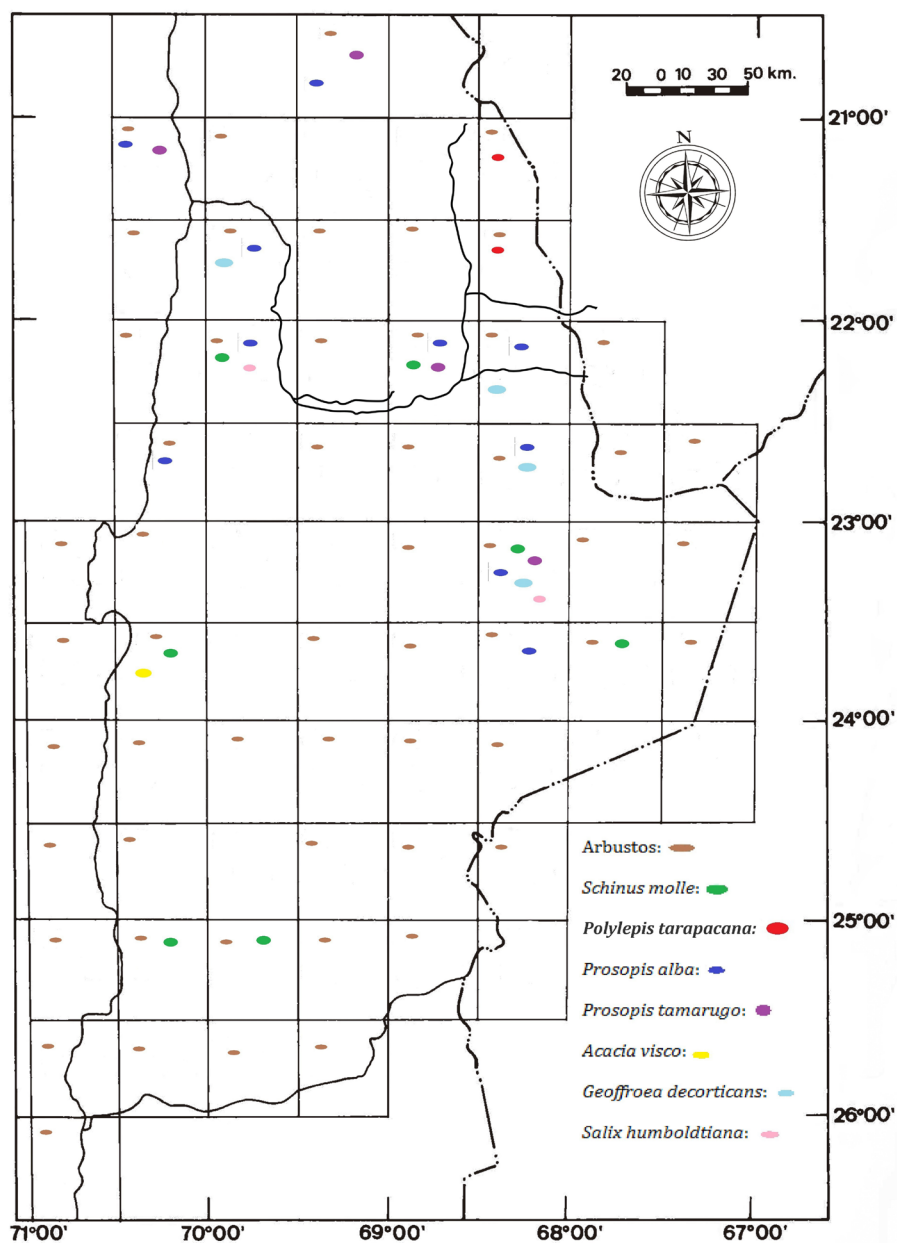 20 0 10 30 50 km.
N
21°00'
22°00'
23°00'
24°00'
25°00'
26°00'
Arbustos:
Schinus molle:
Polylepis tarapacana:
Prosopis alba:
Prosopis tamarugo:
Acacia visco:
Geoffroea decorticans:
Salix humboldtiana:
71°00' 70°00' 69°00' 68°00' 67°00'